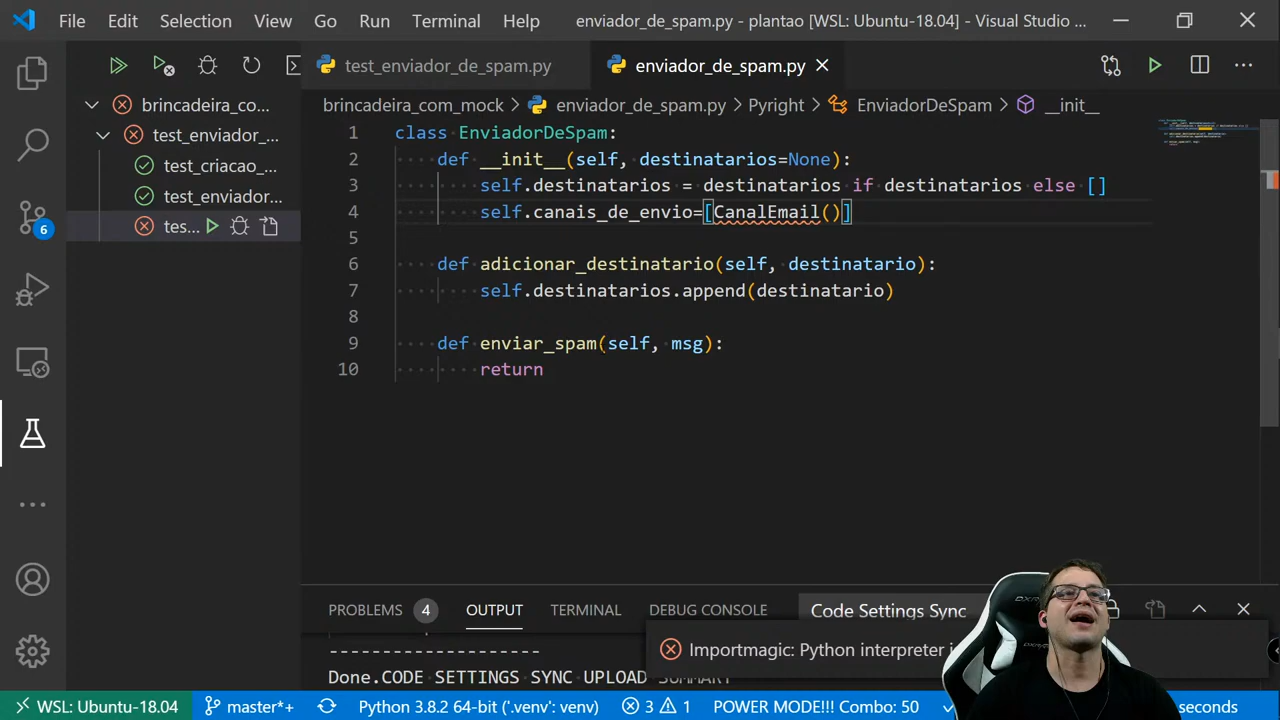 File Edit Selection View Go Run Terminal Help enviador_de_spam.py - plantao [WSL: Ubuntu-18.04] - Visual Studio ...
test_enviador_de_spam.py enviador_de_spam.py
brincadeira_co...
brincadeira_com_mock > enviador_de_spam.py > Pyright > EnviadorDeSpam > __init__
test_enviador_...
test_criacao_...
test_enviador...
tes...
1 class EnviadorDeSpam:
2 def __init__(self, destinatarios=None):
3 self.destinatarios = destinatarios if destinatarios else []
4 self.canais_de_envio=[CanalEmail()]
5
6 def adicionar_destinatario(self, destinatario):
7 self.destinatarios.append(destinatario)
8
9 def enviar_spam(self, msg):
10 return
6
PROBLEMS 4 OUTPUT TERMINAL DEBUG CONSOLE Code Settings Sync
--------------------
Importmagic: Python interpreter
Done.CODE SETTINGS SYNC UPLOAD SUMMARY
WSL: Ubuntu-18.04 master*+ Python 3.8.2 64-bit ('.venv': venv) 3 1 POWER MODE!!! Combo: 50 seconds